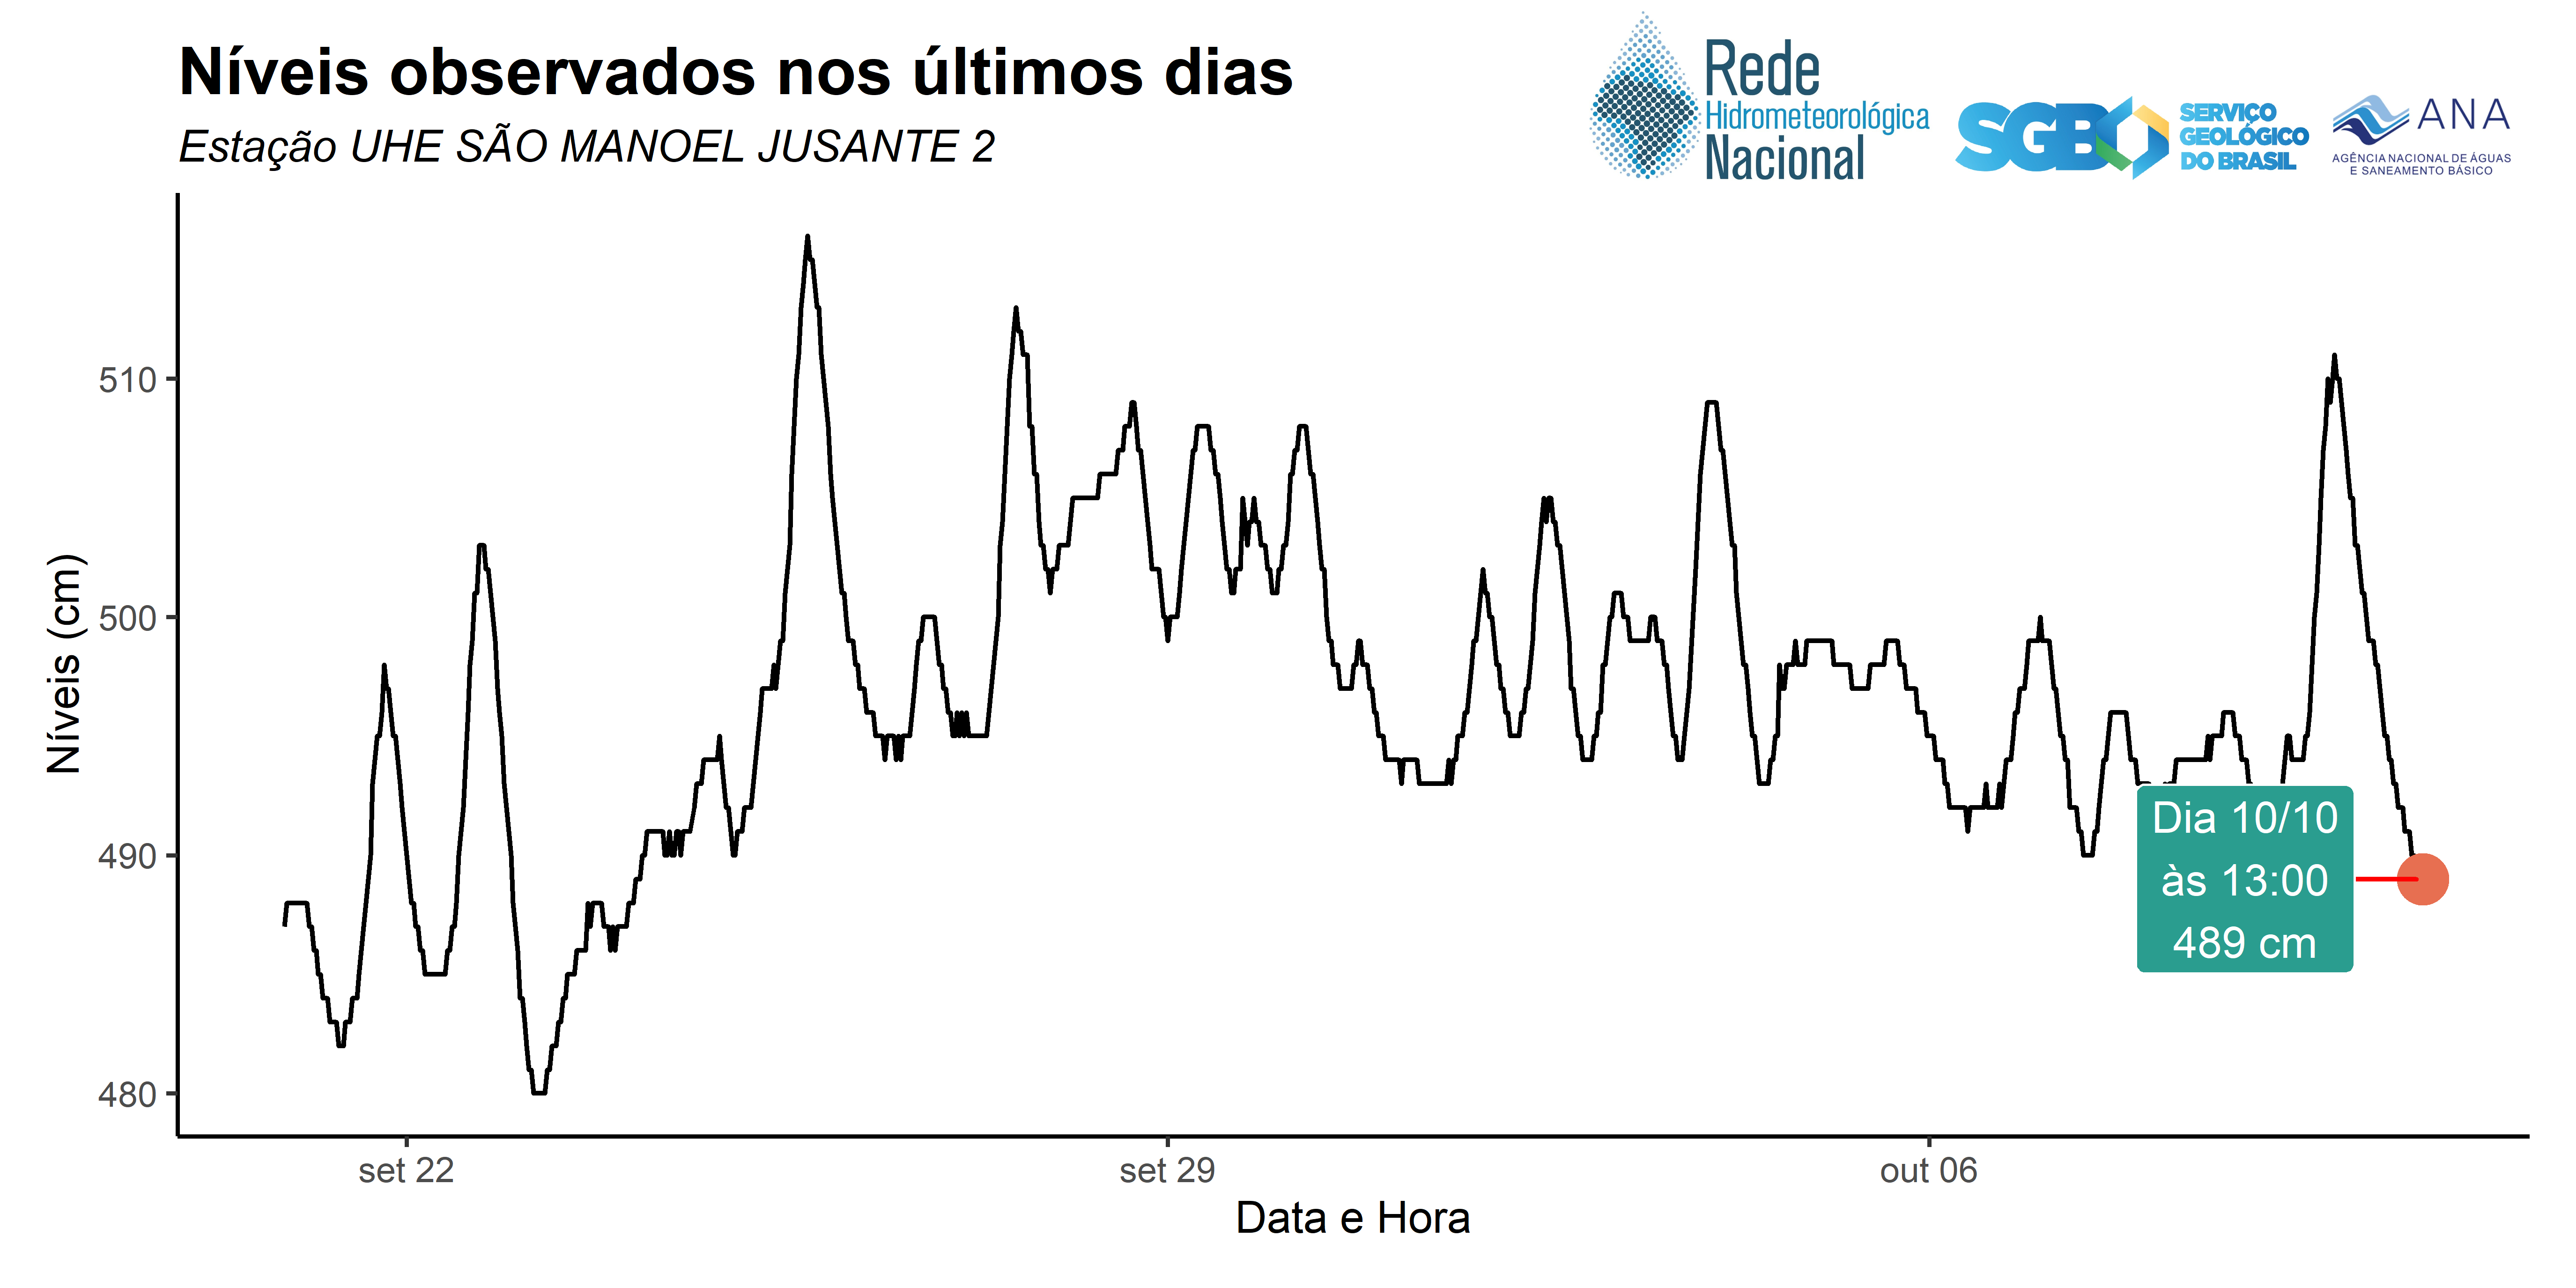 Níveis observados nos últimos dias
Estação UHE SÃO MANOEL JUSANTE 2
Rede
Hidrometeorológica
Nacional
SGB
SERVIÇO
GEOLÓGICO
DO BRASIL
ANA
AGÊNCIA NACIONAL DE ÁGUAS
E SANEAMENTO BÁSICO
Níveis (cm)
510
500
490
480
Dia 10/10
às 13:00
489 cm
set 22
set 29
out 06
Data e Hora